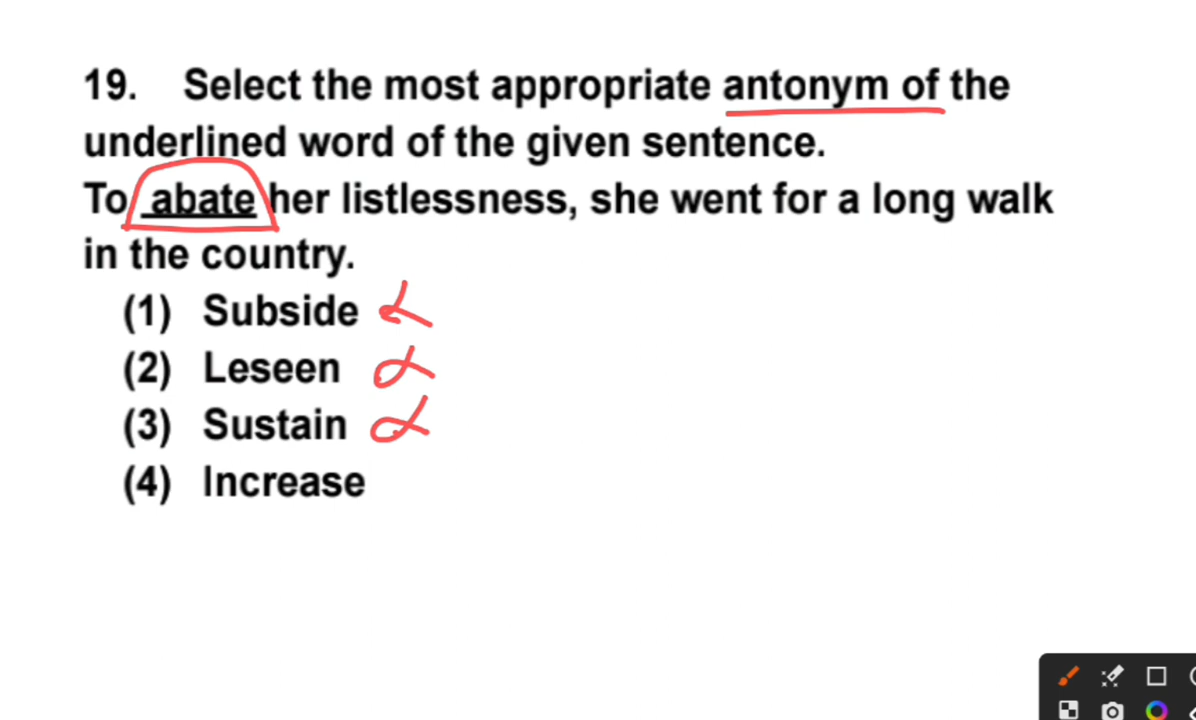 19. Select the most appropriate antonym of the
underlined word of the given sentence.
To abate her listlessness, she went for a long walk
in the country.
(1) Subside
(2) Leseen
(3) Sustain
(4) Increase